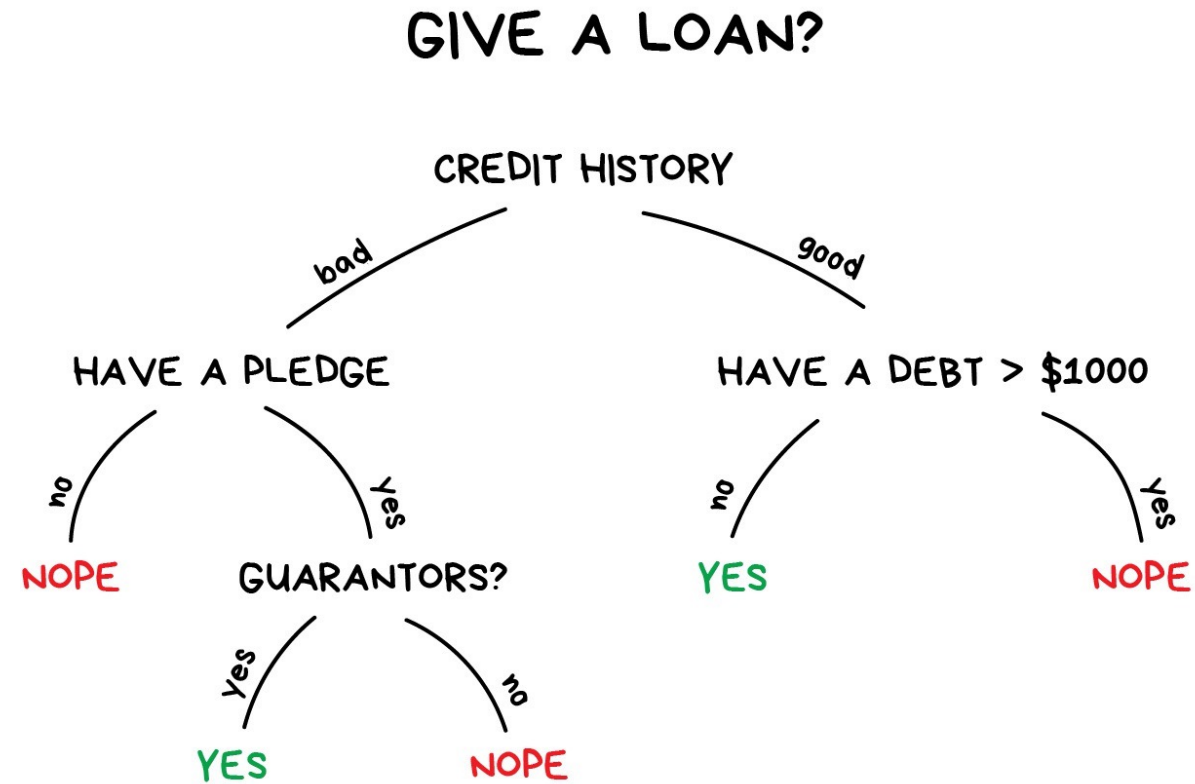 GIVE A LOAN?
CREDIT HISTORY
bad
good
HAVE A PLEDGE
HAVE A DEBT > $1000
no
yes
no
yes
NOPE
GUARANTORS?
YES
NOPE
yes
no
YES
NOPE